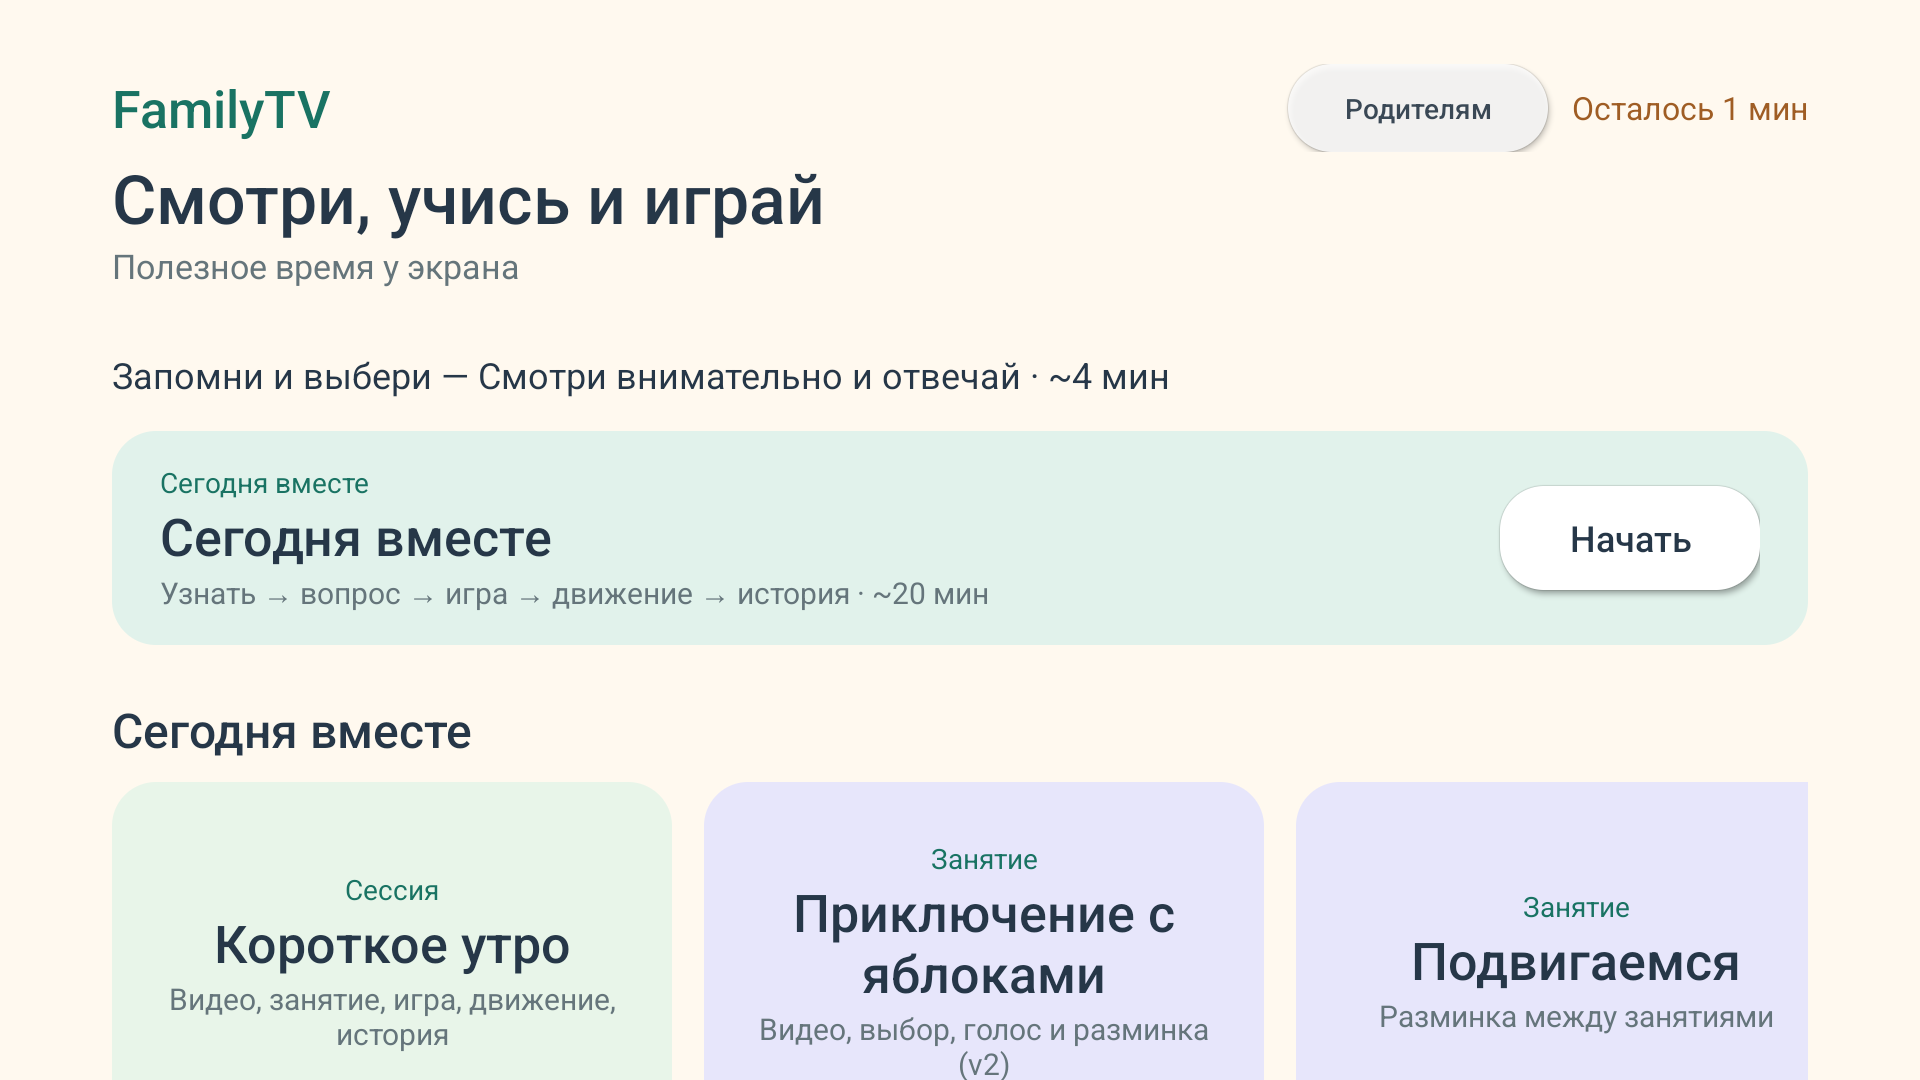 FamilyTV
Родителям
Осталось 1 мин
Смотри, учись и играй
Полезное время у экрана
Запомни и выбери — Смотри внимательно и отвечай · ~4 мин
Сегодня вместе
Сегодня вместе
Узнать → вопрос → игра → движение → история · ~20 мин
Начать
Сегодня вместе
Сессия
Короткое утро
Видео, занятие, игра, движение,
история
Занятие
Приключение с
яблоками
Видео, выбор, голос и разминка
(v2)
Занятие
Подвигаемся
Разминка между занятиями